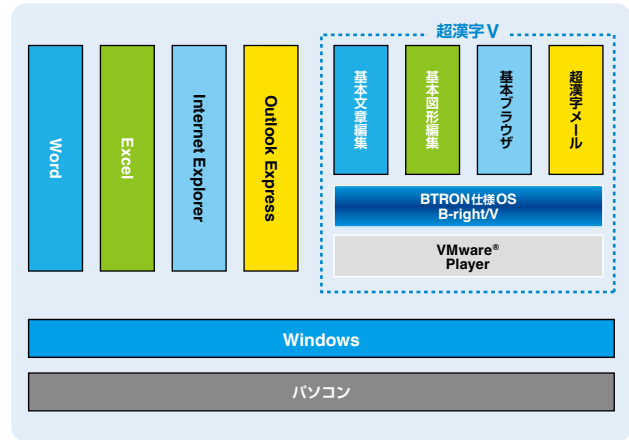 超漢字V
Word
Excel
Internet Explorer
Outlook Express
基本文章編集
基本図形編集
基本ブラウザ
超漢字メール
BTRON仕様OS
B-right/V
VMware®
Player
Windows
パソコン